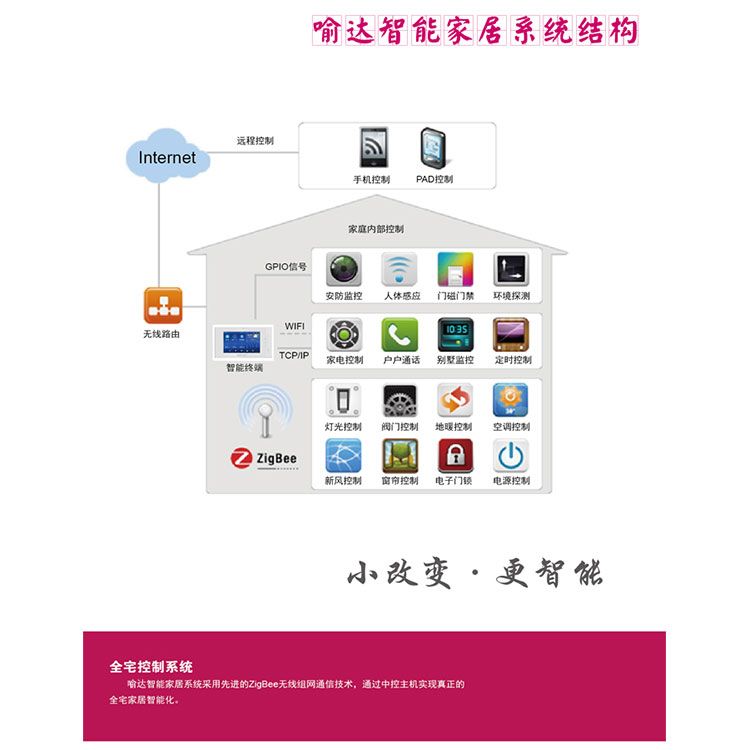 喻达智能家居系统结构
Internet
远程控制
手机控制 PAD控制
家庭内部控制
GPIO信号
安防监控 人体感应 门磁门禁 环境探测
无线路由
WIFI
TCP/IP
智能终端
10:35
家电控制 户户通话 别墅监控 定时控制
灯光控制 阀门控制 地暖控制 空调控制
ZigBee
新风控制 窗帘控制 电子门锁 电源控制
小改变·更智能
全宅控制系统
喻达智能家居系统采用先进的ZigBee无线组网通信技术，通过中控主机实现真正的
全宅家居智能化。